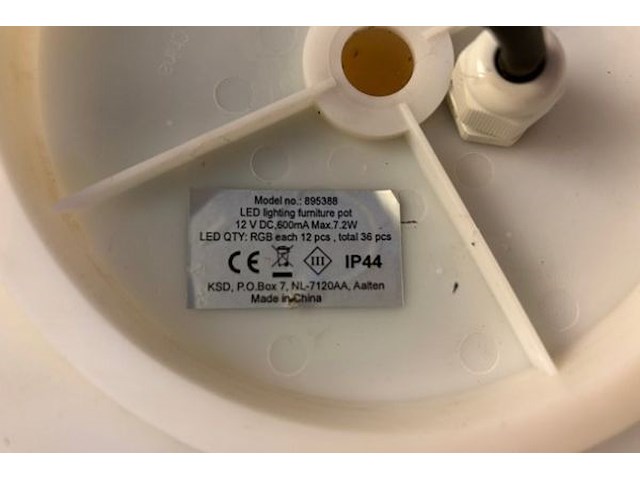 Model no.: 895388
LED lighting furniture pot
12 V DC,600mA Max.7.2W
LED QTY: RGB each 12 pcs , total 36 pcs
CE III IP44
KSD, P.O.Box 7, NL-7120AA, Aalten
Made in China